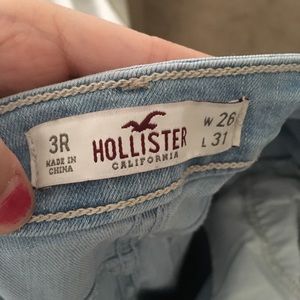 3R
MADE IN
CHINA
HOLLISTER
CALIFORNIA
W 26
L 31